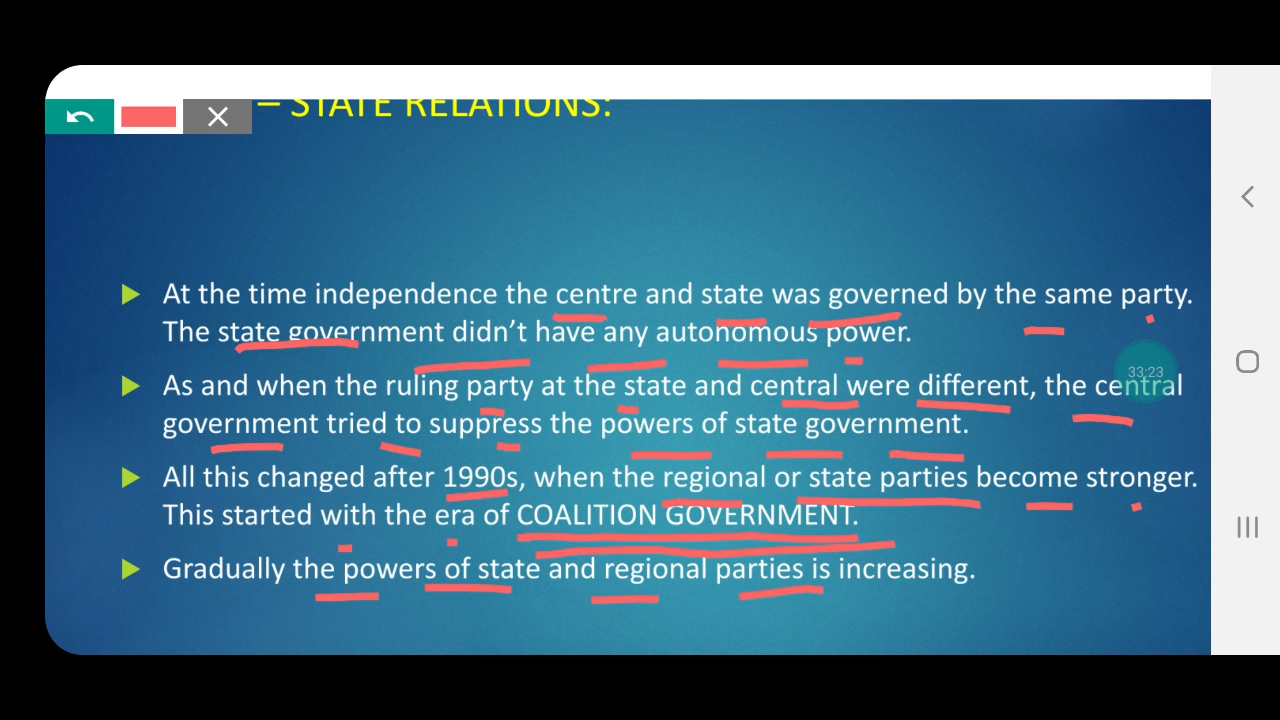 – STATE RELATIONS:
At the time independence the centre and state was governed by the same party.
The state government didn't have any autonomous power.
33:23
As and when the ruling party at the state and central were different, the central
government tried to suppress the powers of state government.
All this changed after 1990s, when the regional or state parties become stronger.
This started with the era of COALITION GOVERNMENT.
Gradually the powers of state and regional parties is increasing.